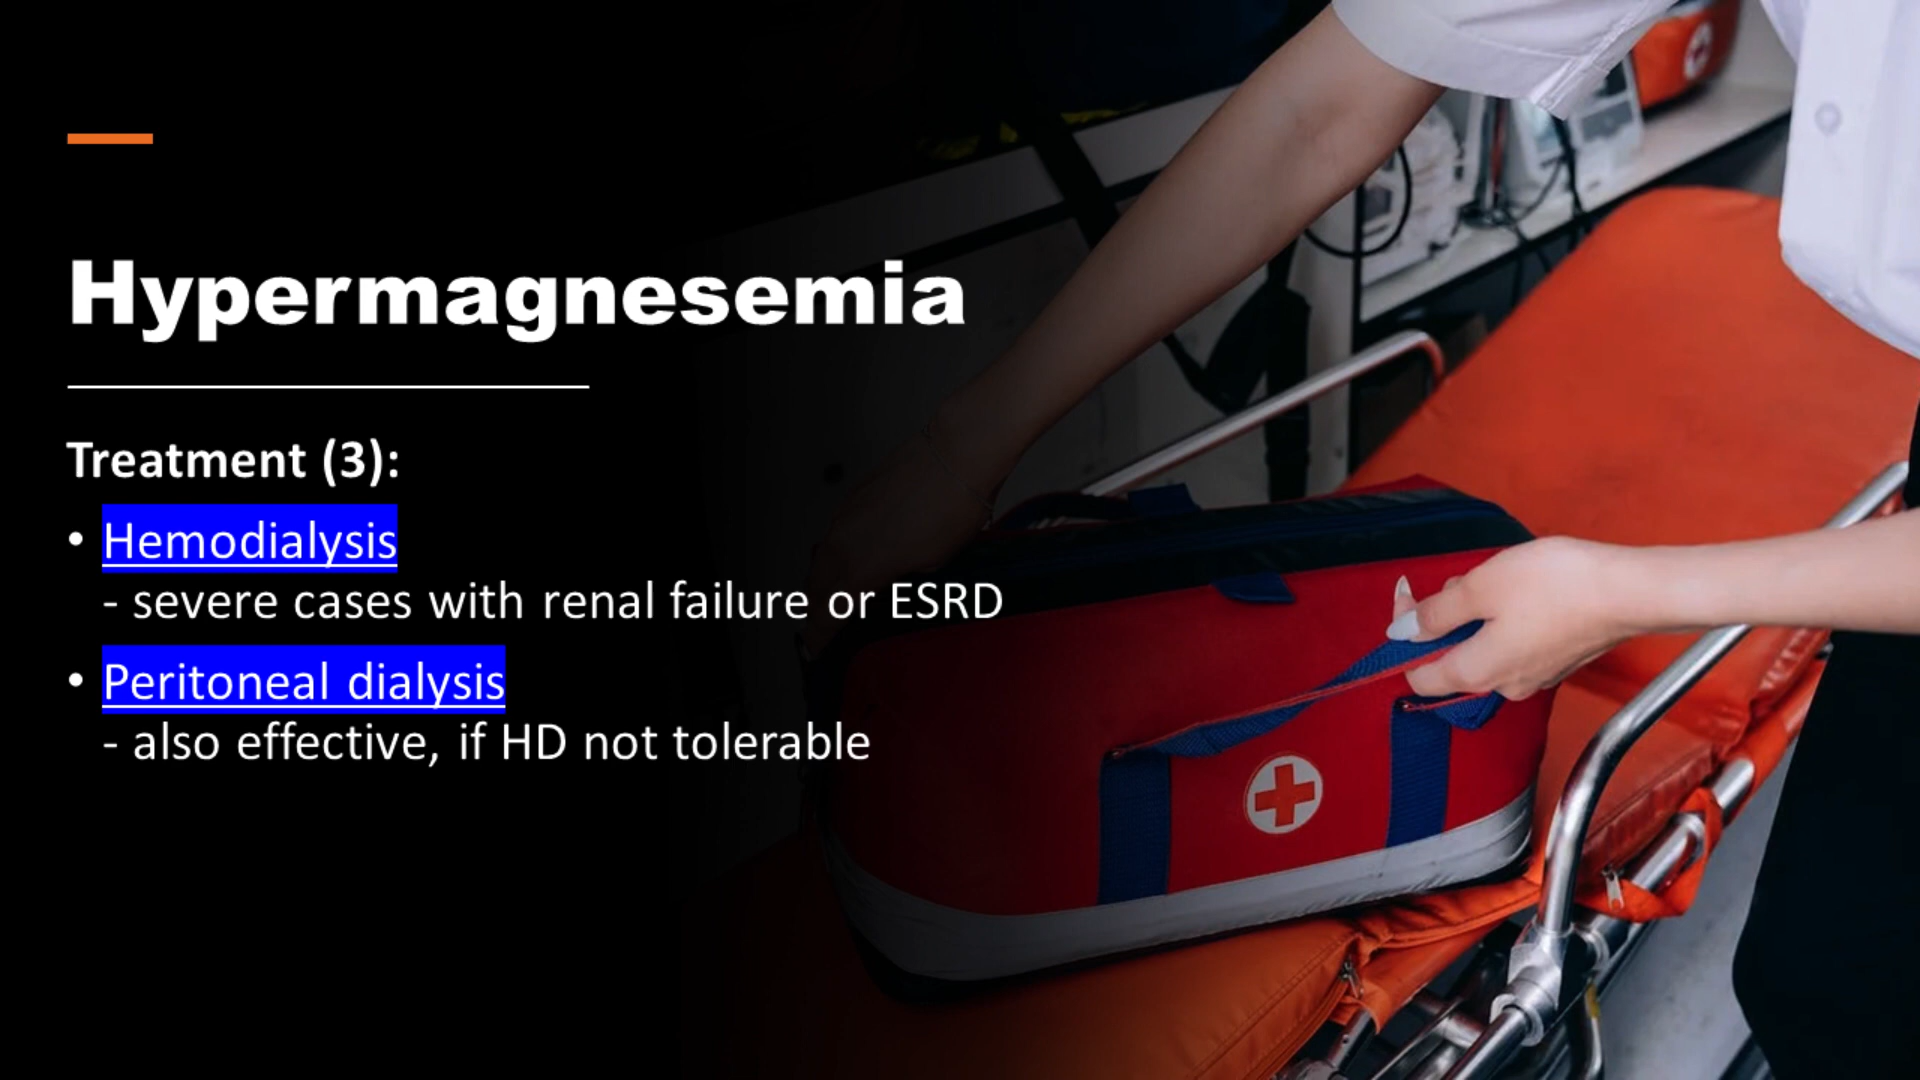 Hypermagnesemia
Treatment (3):
• Hemodialysis
- severe cases with renal failure or ESRD
• Peritoneal dialysis
- also effective, if HD not tolerable